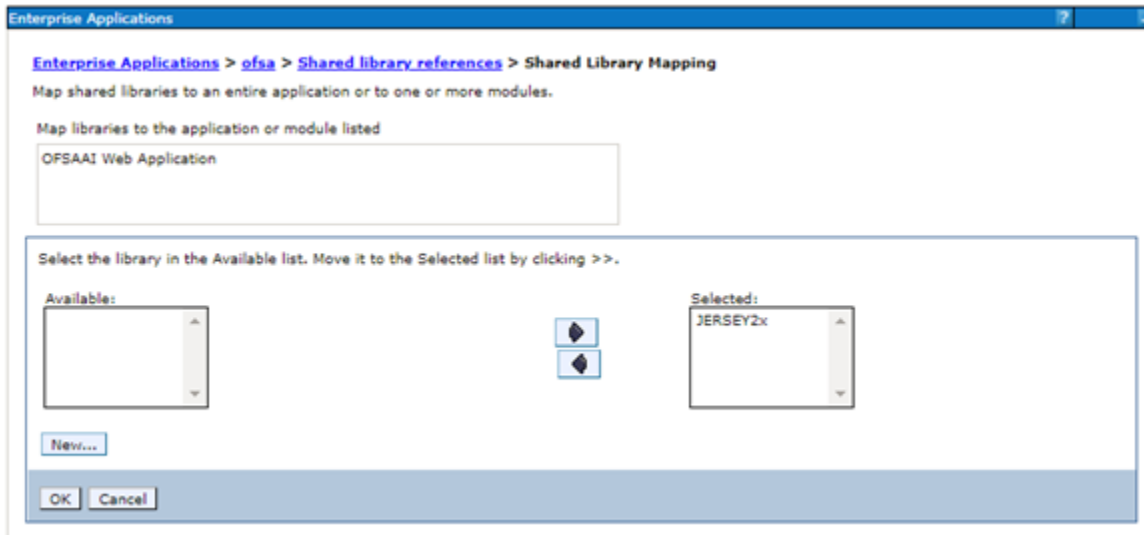 Enterprise Applications ?
Enterprise Applications > ofsa > Shared library references > Shared Library Mapping
Map shared libraries to an entire application or to one or more modules.
Map libraries to the application or module listed
OFSAAI Web Application
Select the library in the Available list. Move it to the Selected list by clicking >>.
Available: Selected:
JERSEY2x
New...
OK Cancel